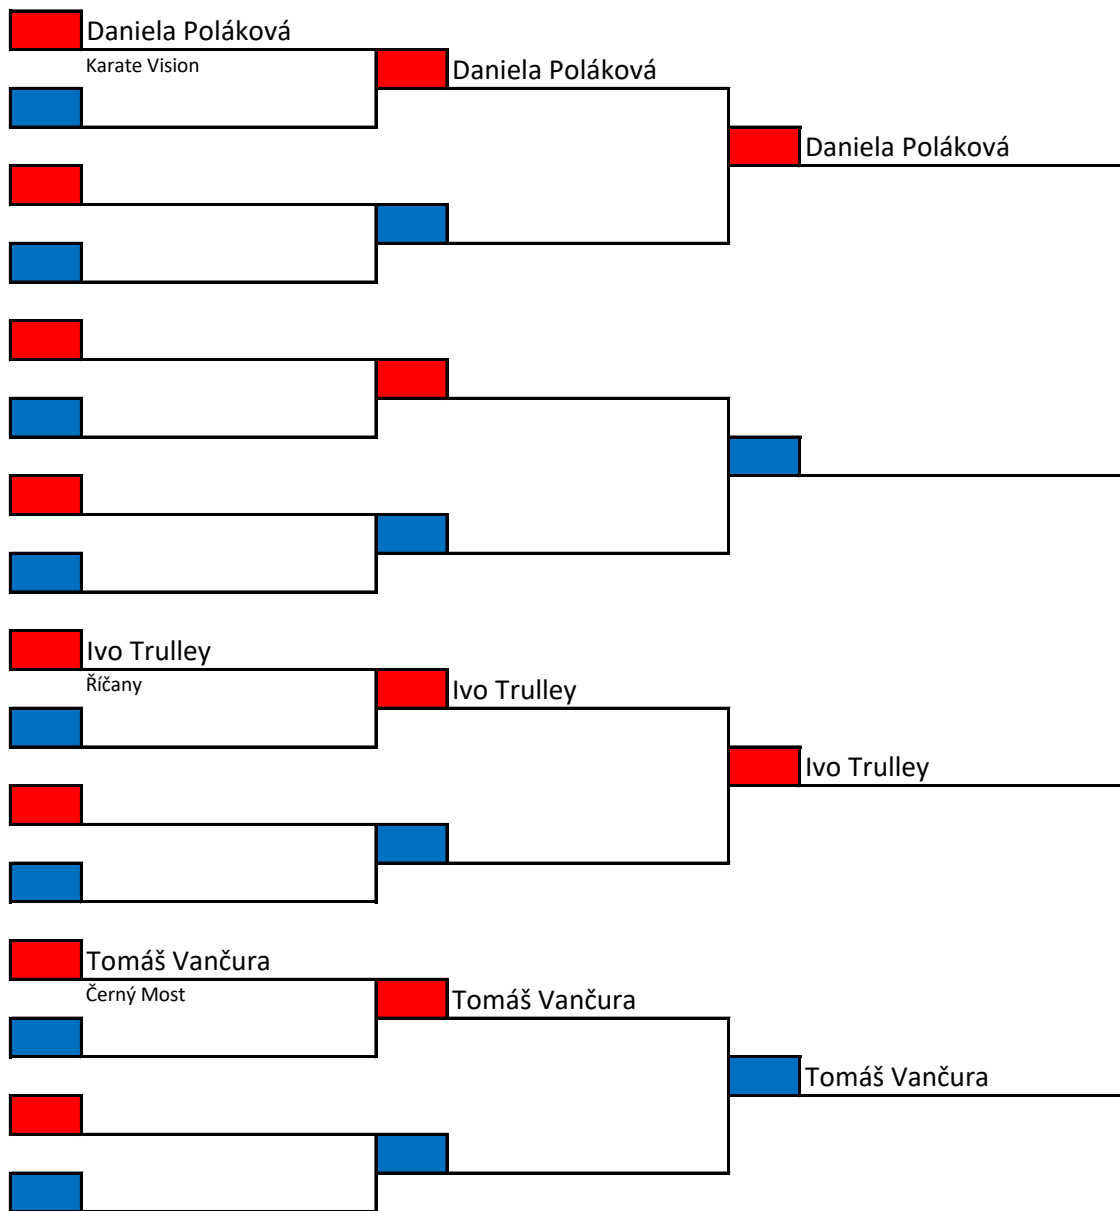 Daniela Poláková
Karate Vision
Daniela Poláková
Daniela Poláková
Ivo Trulley
Říčany
Ivo Trulley
Ivo Trulley
Tomáš Vančura
Černý Most
Tomáš Vančura
Tomáš Vančura